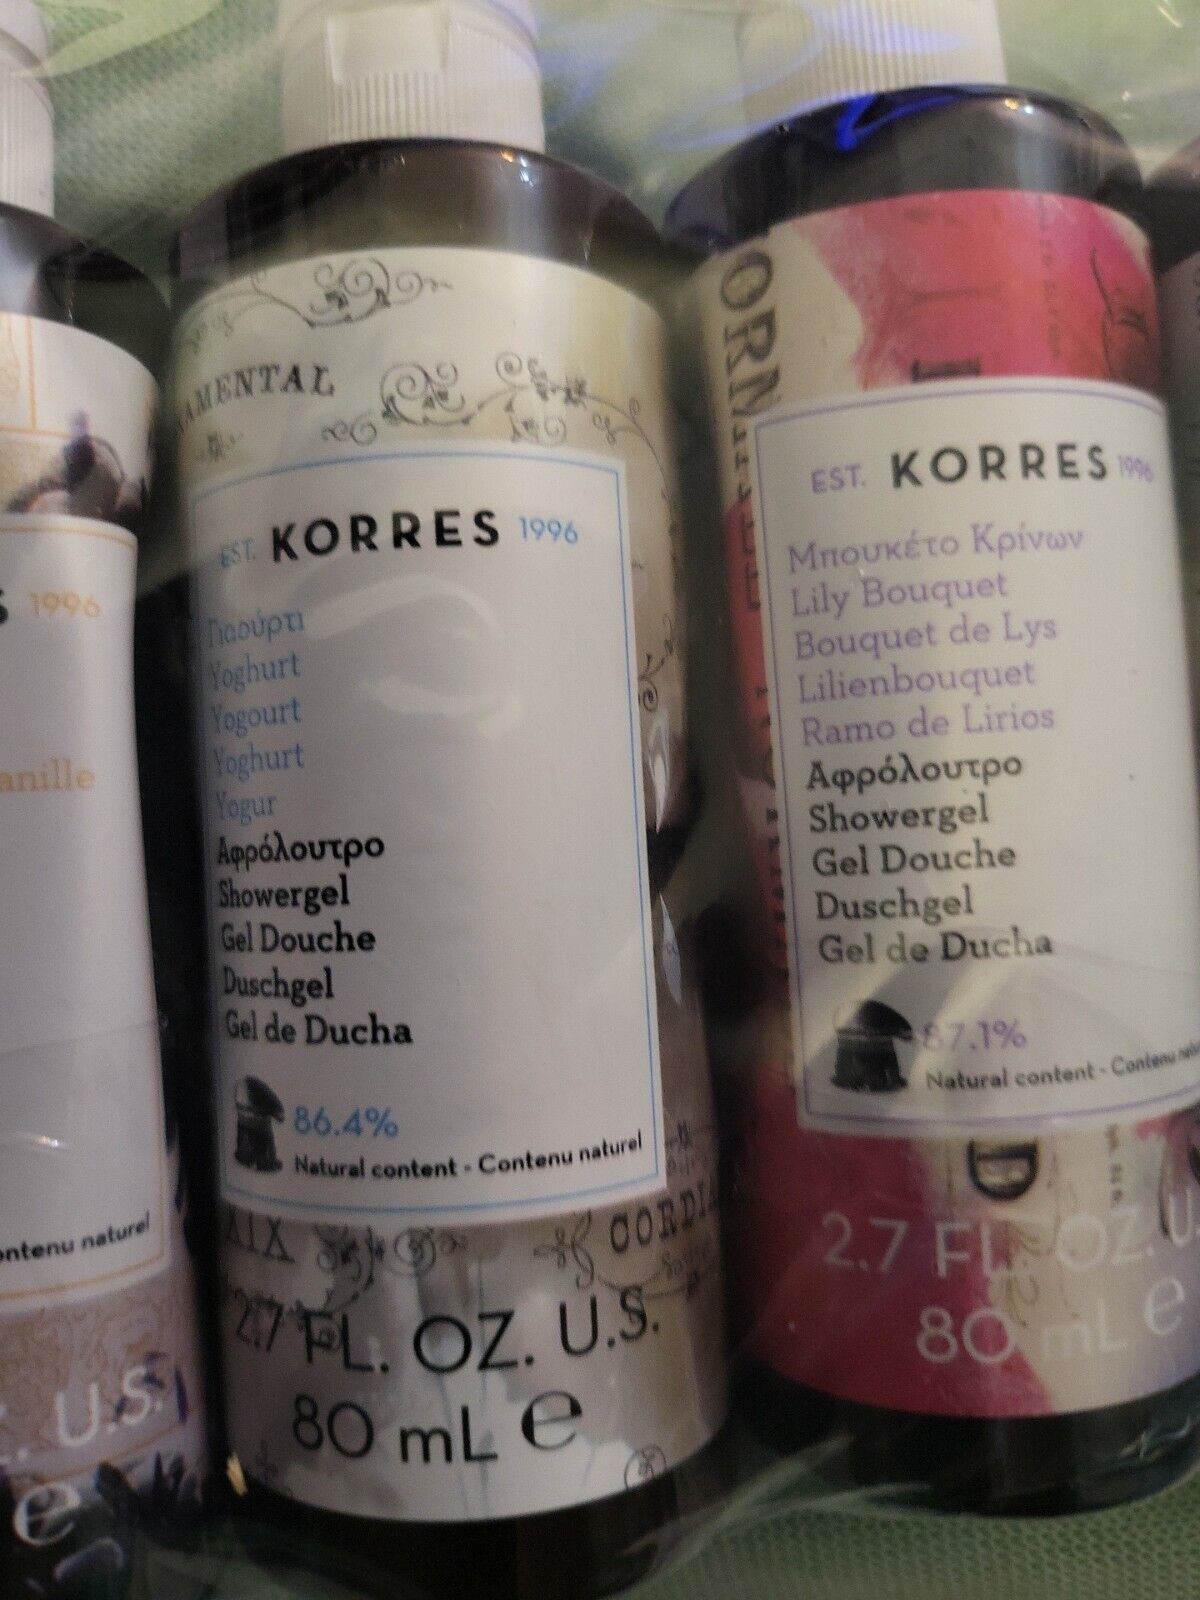 1996
anille
ontenu naturel
U.S.
e
AMENTAL
EST. KORRES 1996
Γιαούρτι
Yoghurt
Yogourt
Yoghurt
Yogur
Αφρόλουτρο
Showergel
Gel Douche
Duschgel
Gel de Ducha
86.4%
Natural content - Contenu naturel
XIX
CORDIA
2.7 FL. OZ. U.S.
80 mL e
ORM
EST. KORRES 1996
Μπουκέτο Κρίνων
Lily Bouquet
Bouquet de Lys
Lilienbouquet
Ramo de Lirios
Αφρόλουτρο
Showergel
Gel Douche
Duschgel
Gel de Ducha
87.1%
Natural content - Contenu
D
2.7 FL. OZ. U.
80 mL e